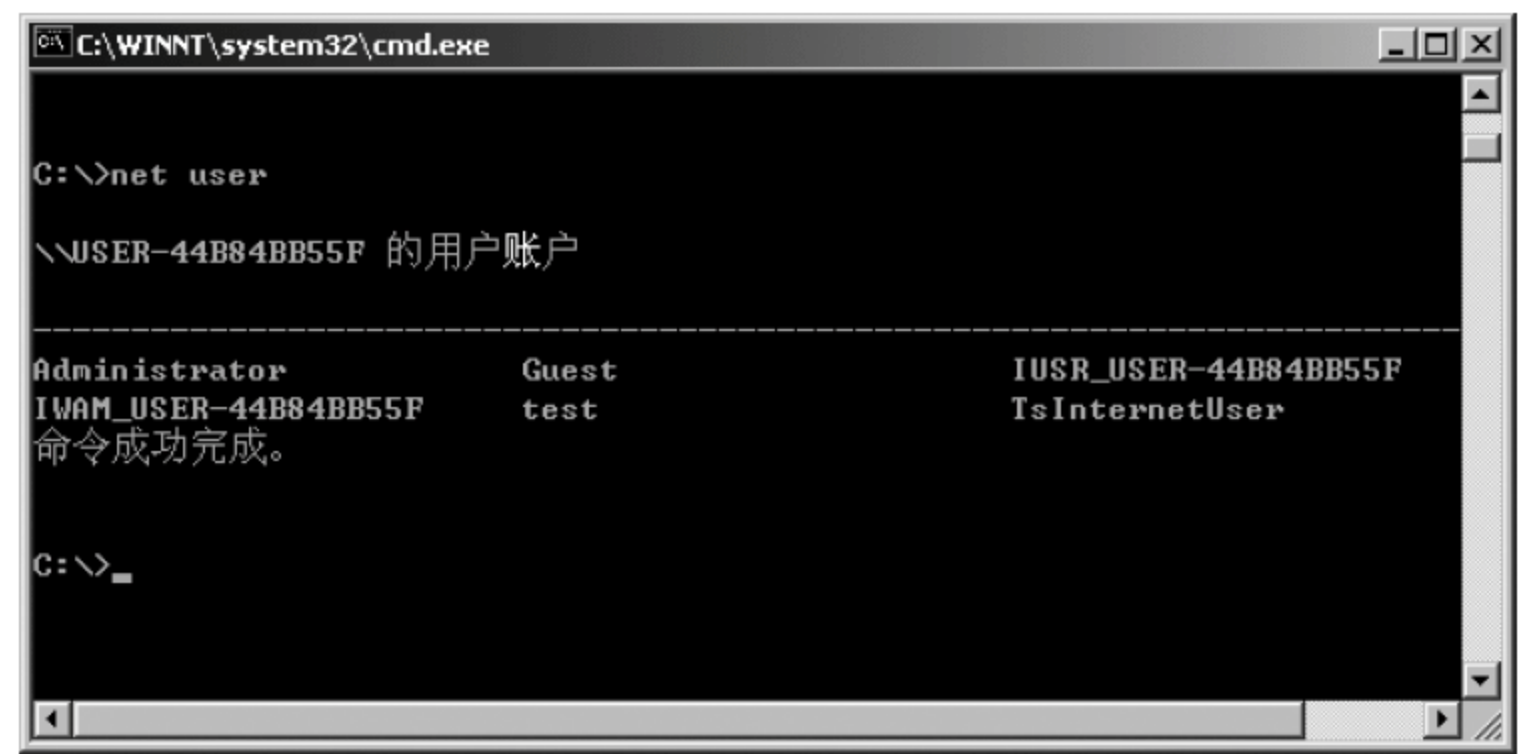 C:\WINNT\system32\cmd.exe
C:\>net user
\\USER-44B84BB55F 的用户账户
-------------------------------------------------------------------------------
Administrator            Guest                    IUSR_USER-44B84BB55F
IWAM_USER-44B84BB55F     test                     TsInternetUser
命令成功完成。
C:\>_